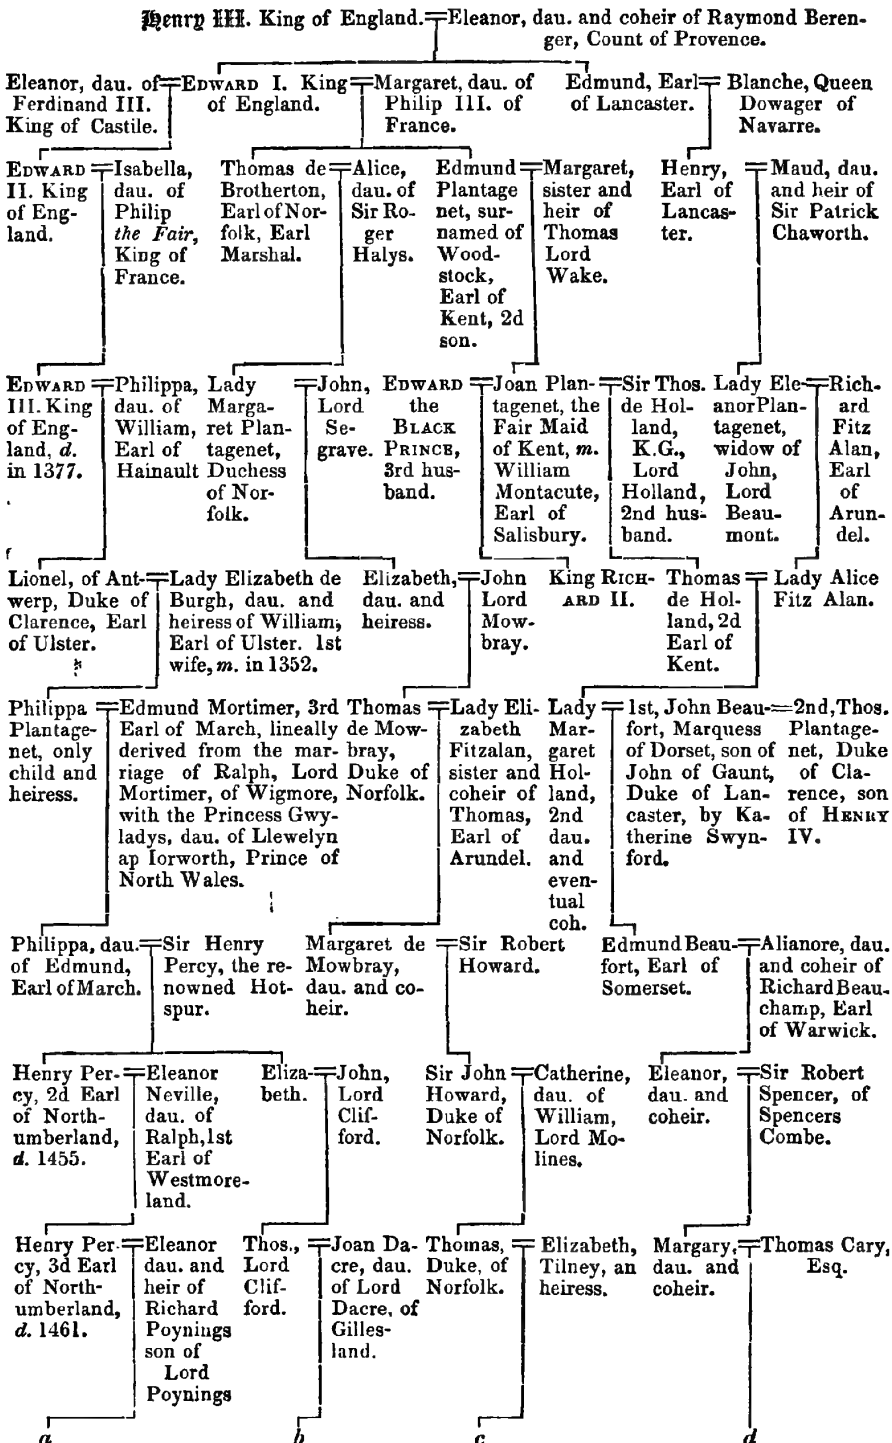 Henry III. King of England.
Eleanor, dau. and coheir of Raymond Beren-
ger, Count of Provence.
Eleanor, dau. of
Ferdinand III.
King of Castile.
EDWARD I. King
of England.
Margaret, dau. of
Philip III. of
France.
Edmund, Earl
of Lancaster.
Blanche, Queen
Dowager of
Navarre.
EDWARD
II. King
of Eng-
land.
Isabella,
dau. of
Philip
the Fair,
King of
France.
Thomas de
Brotherton,
Earl of Nor-
folk, Earl
Marshal.
Alice,
dau. of
Sir Ro-
ger
Halys.
Edmund
Plantage
net, sur-
named of
Wood-
stock,
Earl of
Kent, 2d
son.
Margaret,
sister and
heir of
Thomas
Lord
Wake.
Henry,
Earl of
Lancas-
ter.
Maud, dau.
and heir of
Sir Patrick
Chaworth.
EDWARD
III. King
of Eng-
land, d.
in 1377.
Philippa,
dau. of
William,
Earl of
Hainault
Lady
Marga-
ret Plan-
tagenet,
Duchess
of Nor-
folk.
John,
Lord
Se-
grave.
EDWARD
the
BLACK
PRINCE,
3rd hus-
band.
Joan Plan-
tagenet, the
Fair Maid
of Kent, m.
William
Montacute,
Earl of
Salisbury.
Sir Thos.
de Hol-
land,
K.G.,
Lord
Holland,
2nd hus-
band.
Lady Ele-
anor Plan-
tagenet,
widow of
John,
Lord
Beau-
mont.
Rich-
ard
Fitz
Alan,
Earl
of
Arun-
del.
Lionel, of Ant-
werp, Duke of
Clarence, Earl
of Ulster.
Lady Elizabeth de
Burgh, dau. and
heiress of William,
Earl of Ulster. 1st
wife, m. in 1352.
Elizabeth,
dau. and
heiress.
John
Lord
Mow-
bray.
King RICH-
ARD II.
Thomas
de Hol-
land, 2d
Earl of
Kent.
Lady Alice
Fitz Alan.
Philippa
Plantage-
net, only
child and
heiress.
Edmund Mortimer, 3rd
Earl of March, lineally
derived from the mar-
riage of Ralph, Lord
Mortimer, of Wigmore,
with the Princess Gwy-
ladys, dau. of Llewelyn
ap Iorworth, Prince of
North Wales.
Thomas
de Mow-
bray,
Duke of
Norfolk.
Lady Eli-
zabeth
Fitzalan,
sister and
coheir of
Thomas,
Earl of
Arundel.
Lady
Mar-
garet
Hol-
land,
2nd
dau.
and
even-
tual
coh.
1st, John Beau-
fort, Marquess
of Dorset, son of
John of Gaunt,
Duke of Lan-
caster, by Ka-
therine Swyn-
ford.
2nd, Thos.
Plantage-
net, Duke
of Cla-
rence, son
of HENRY
IV.
Philippa, dau.
of Edmund,
Earl of March.
Sir Henry
Percy, the re-
nowned Hot-
spur.
Margaret de
Mowbray,
dau. and co-
heir.
Sir Robert
Howard.
Edmund Beau-
fort, Earl of
Somerset.
Alianore, dau.
and coheir of
Richard Beau-
champ, Earl
of Warwick.
Henry Per-
cy, 2d Earl
of North-
umberland,
d. 1455.
Eleanor
Neville,
dau. of
Ralph, 1st
Earl of
Westmore-
land.
Eliza-
beth.
John,
Lord
Clif-
ford.
Sir John
Howard,
Duke of
Norfolk.
Catherine,
dau. of
William,
Lord Mo-
lines.
Eleanor,
dau. and
coheir.
Sir Robert
Spencer, of
Spencers
Combe.
Henry Per-
cy, 3d Earl
of North-
umberland,
d. 1461.
Eleanor
dau. and
heir of
Richard
Poynings
son of
Lord
Poynings
Thos.,
Lord
Clif-
ford.
Joan Da-
cre, dau.
of Lord
Dacre, of
Gilles-
land.
Thomas,
Duke, of
Norfolk.
Elizabeth,
Tilney, an
heiress.
Margary,
dau. and
coheir.
Thomas Cary,
Esq.
a
b
c
d